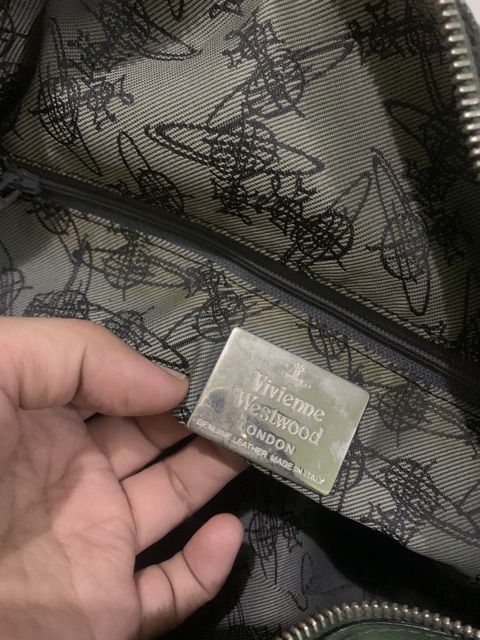 Vivienne
Westwood
LONDON
GENUINE LEATHER MADE IN ITALY